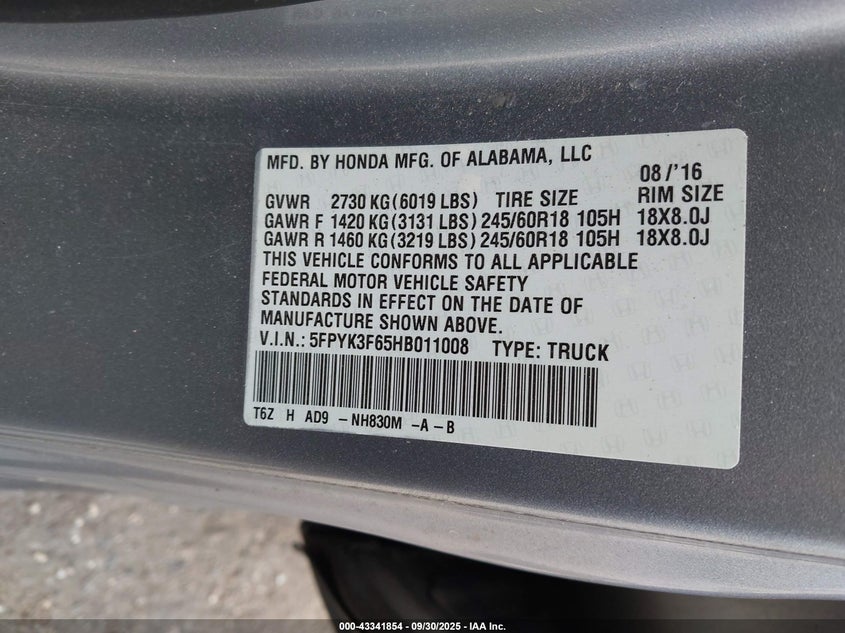 MFD. BY HONDA MFG. OF ALABAMA, LLC
08/'16
GVWR 2730 KG(6019 LBS) TIRE SIZE RIM SIZE
GAWR F 1420 KG(3131 LBS) 245/60R18 105H 18X8.0J
GAWR R 1460 KG(3219 LBS) 245/60R18 105H 18X8.0J
THIS VEHICLE CONFORMS TO ALL APPLICABLE
FEDERAL MOTOR VEHICLE SAFETY
STANDARDS IN EFFECT ON THE DATE OF
MANUFACTURE SHOWN ABOVE.
V.I.N.: 5FPYK3F65HB011008 TYPE: TRUCK
T6Z H AD9 -NH830M -A-B
000-43341854 - 09/30/2025 - IAA Inc.